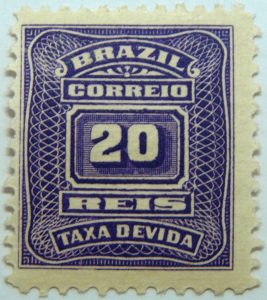 BRAZIL
CORREIO
20
REIS
TAXA DEVIDA